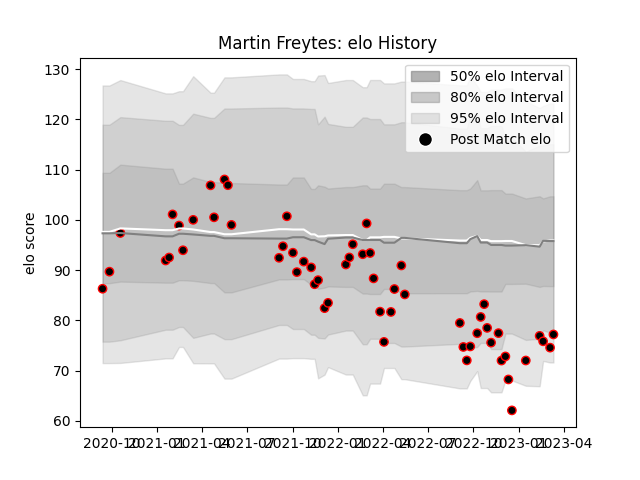 Martin Freytes: elo History
50% elo Interval
80% elo Interval
95% elo Interval
Post Match elo
elo score
130
120
110
100
90
80
70
60
2020-10 2021-01 2021-04 2021-07 2021-10 2022-01 2022-04 2022-07 2022-10 2023-01 2023-04